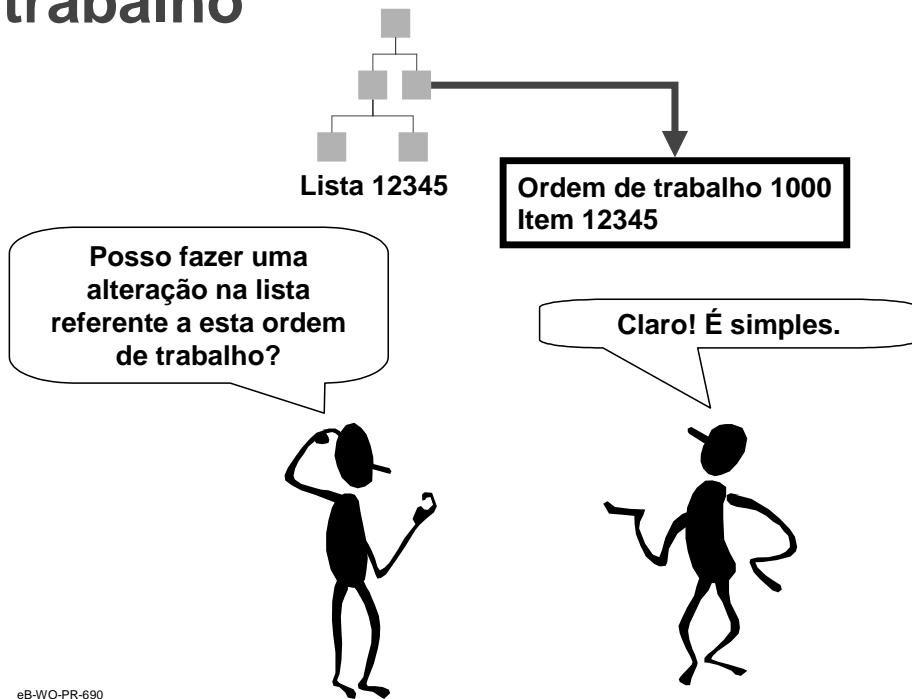 trabalho
Lista 12345
Ordem de trabalho 1000
Item 12345
Posso fazer uma
alteração na lista
referente a esta ordem
de trabalho?
Claro! É simples.
eB-WO-PR-690